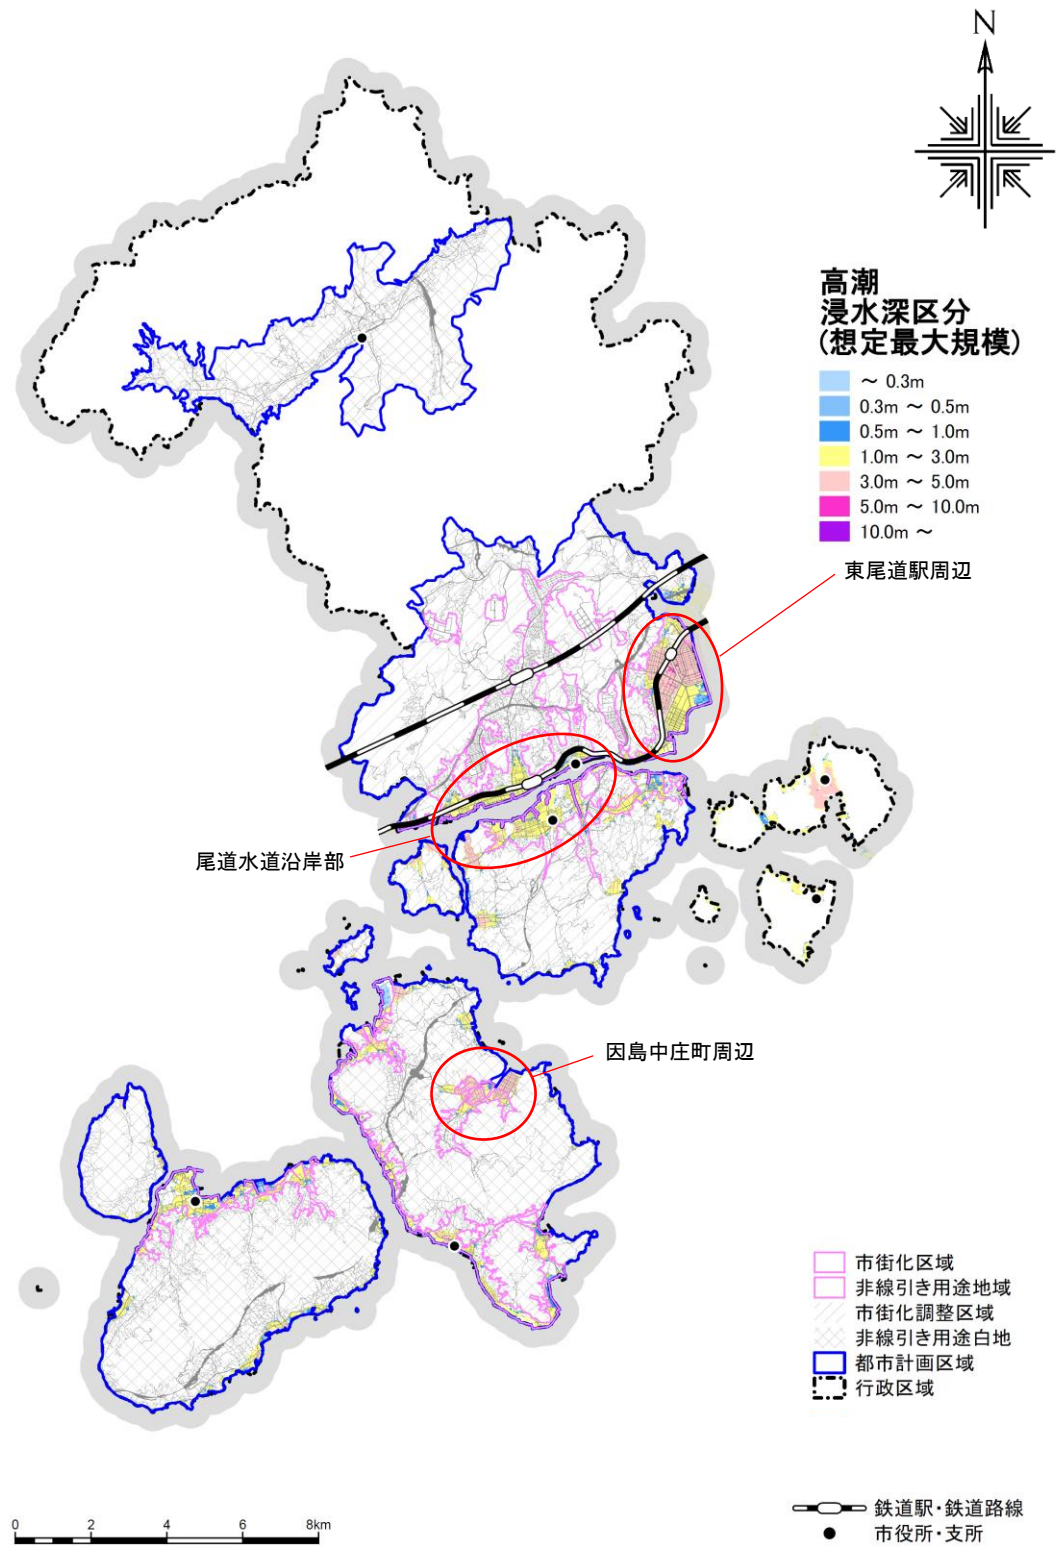 N
高潮
浸水深区分
(想定最大規模)
～ 0.3m
0.3m ～ 0.5m
0.5m ～ 1.0m
1.0m ～ 3.0m
3.0m ～ 5.0m
5.0m ～ 10.0m
10.0m ～
東尾道駅周辺
尾道水道沿岸部
因島中庄町周辺
市街化区域
非線引き用途地域
市街化調整区域
非線引き用途白地
都市計画区域
行政区域
鉄道駅・鉄道路線
市役所・支所
0 2 4 6 8km